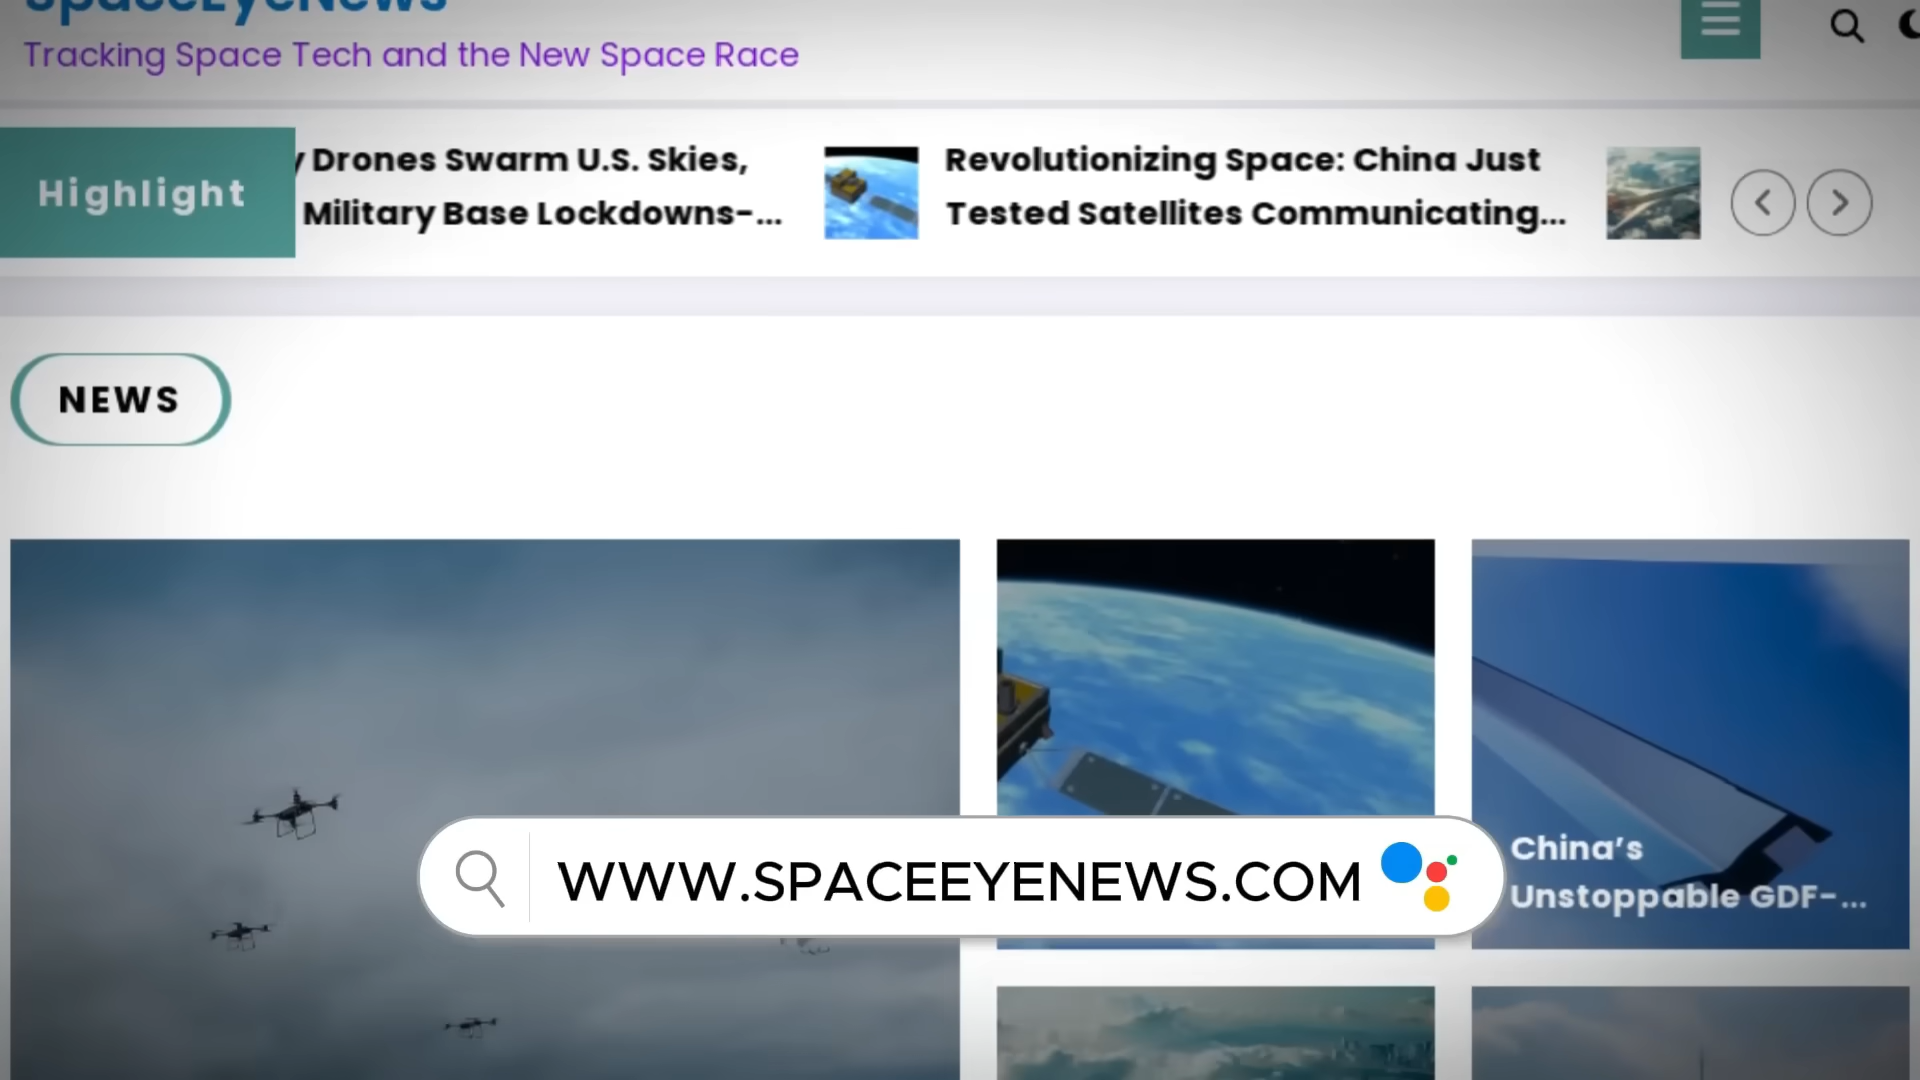 SpaceEyeNews
Tracking Space Tech and the New Space Race
Highlight
y Drones Swarm U.S. Skies,
Military Base Lockdowns-...
Revolutionizing Space: China Just
Tested Satellites Communicating...
NEWS
WWW.SPACEEYENEWS.COM
China's
Unstoppable GDF-...